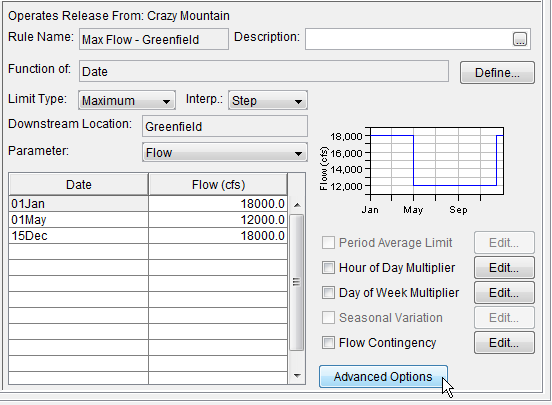 Operates Release From: Crazy Mountain
Rule Name: Max Flow - Greenfield Description: ...
Function of: Date Define...
Limit Type: Maximum Interp.: Step
Downstream Location: Greenfield
Parameter: Flow
Date Flow (cfs)
01Jan 18000.0
01May 12000.0
15Dec 18000.0
Flow (cfs)
18,000
16,000
14,000
12,000
Jan May Sep
Period Average Limit Edit...
Hour of Day Multiplier Edit...
Day of Week Multiplier Edit...
Seasonal Variation Edit...
Flow Contingency Edit...
Advanced Options